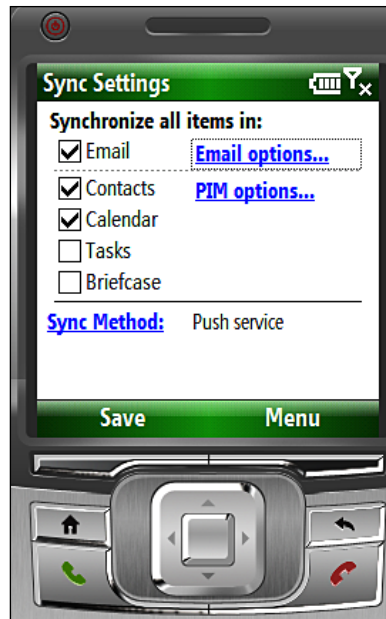 Sync Settings
Synchronize all items in:
Email Email options...
Contacts PIM options...
Calendar
Tasks
Briefcase
Sync Method: Push service
Save Menu